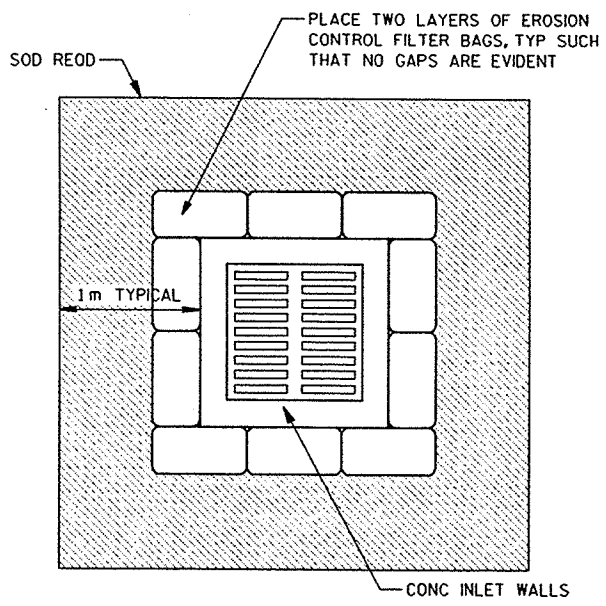 PLACE TWO LAYERS OF EROSION
CONTROL FILTER BAGS, TYP SUCH
THAT NO GAPS ARE EVIDENT
SOD REQD
1 m TYPICAL
CONC INLET WALLS